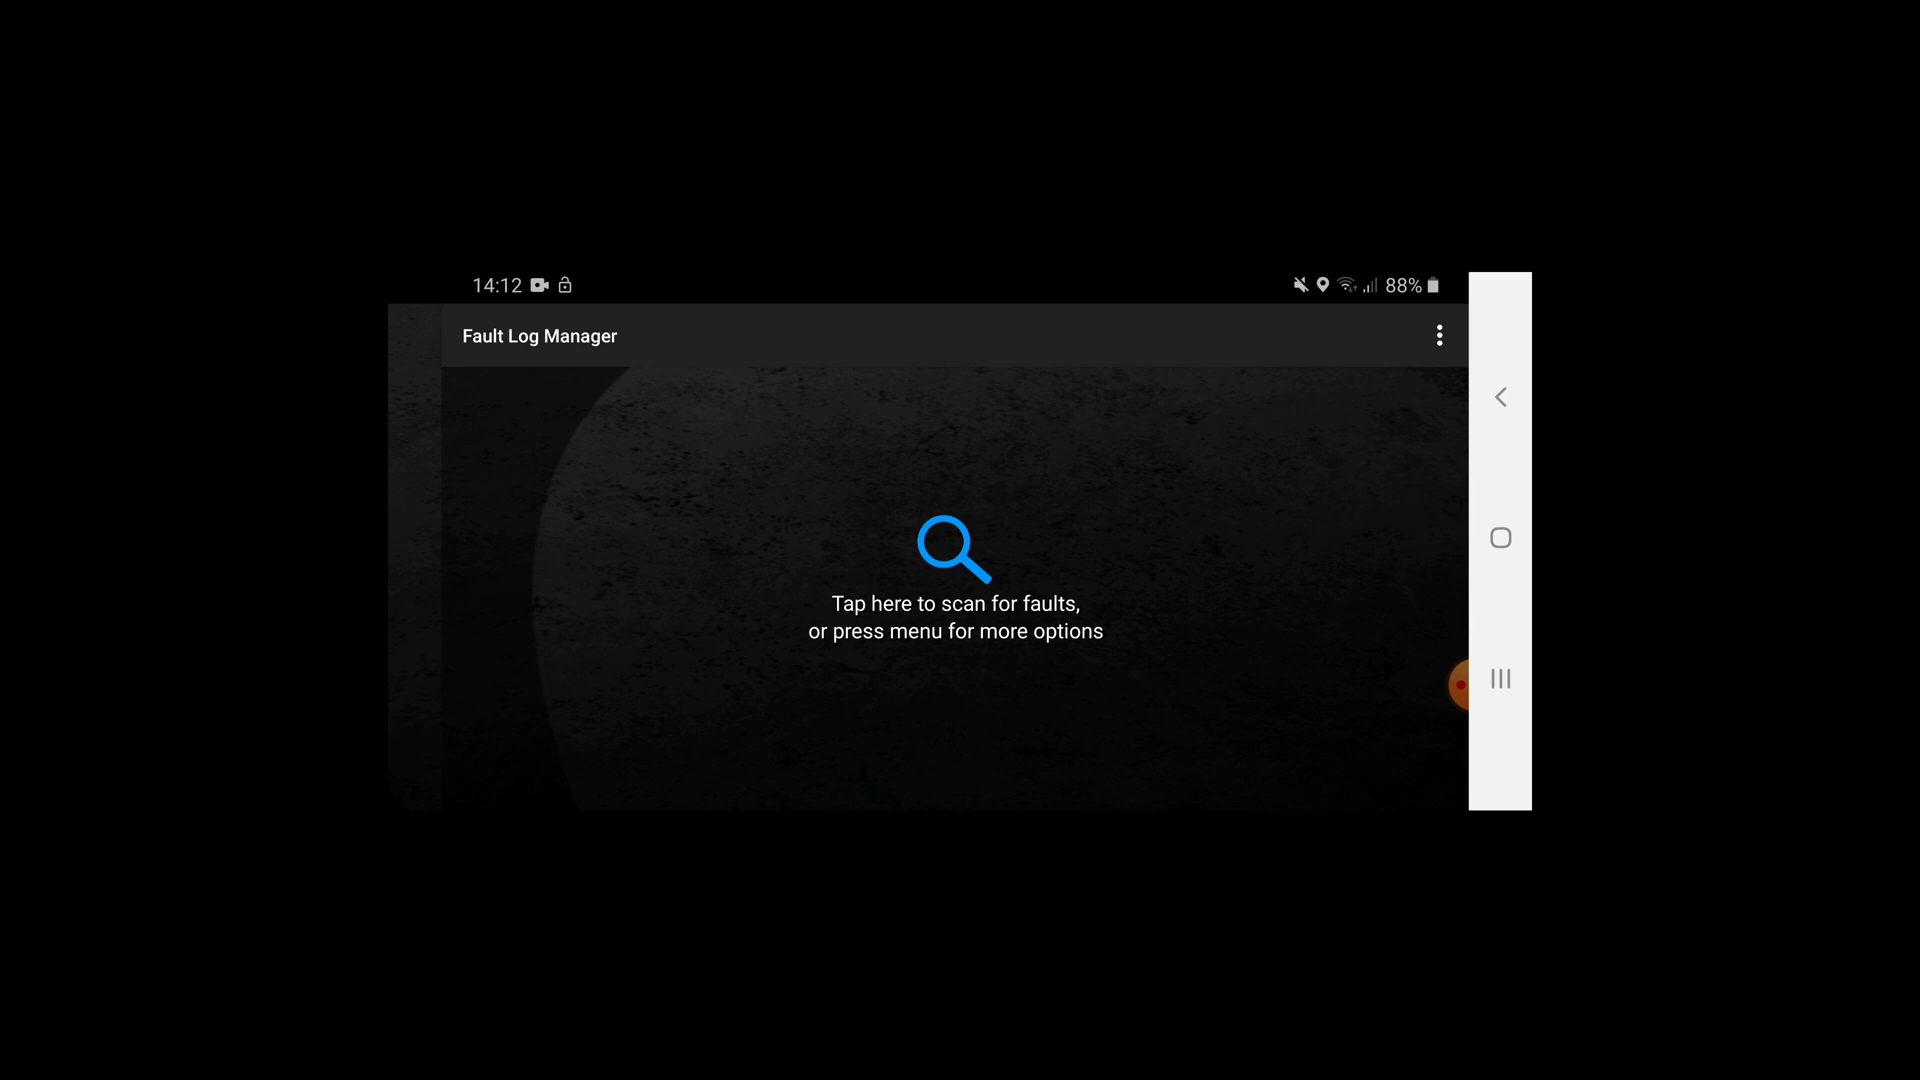 14:12
88%
Fault Log Manager
Tap here to scan for faults,
or press menu for more options